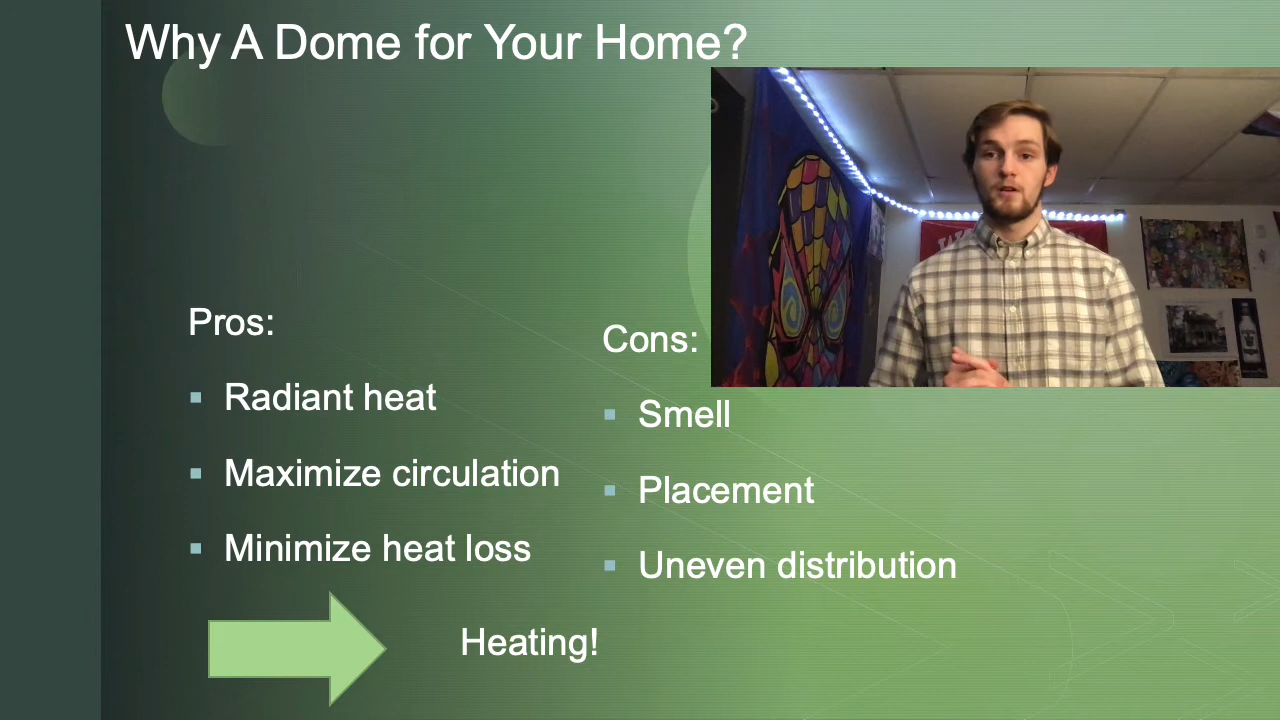 Why A Dome for Your Home?
Pros:
Radiant heat
Maximize circulation
Minimize heat loss
Cons:
Smell
Placement
Uneven distribution
Heating!